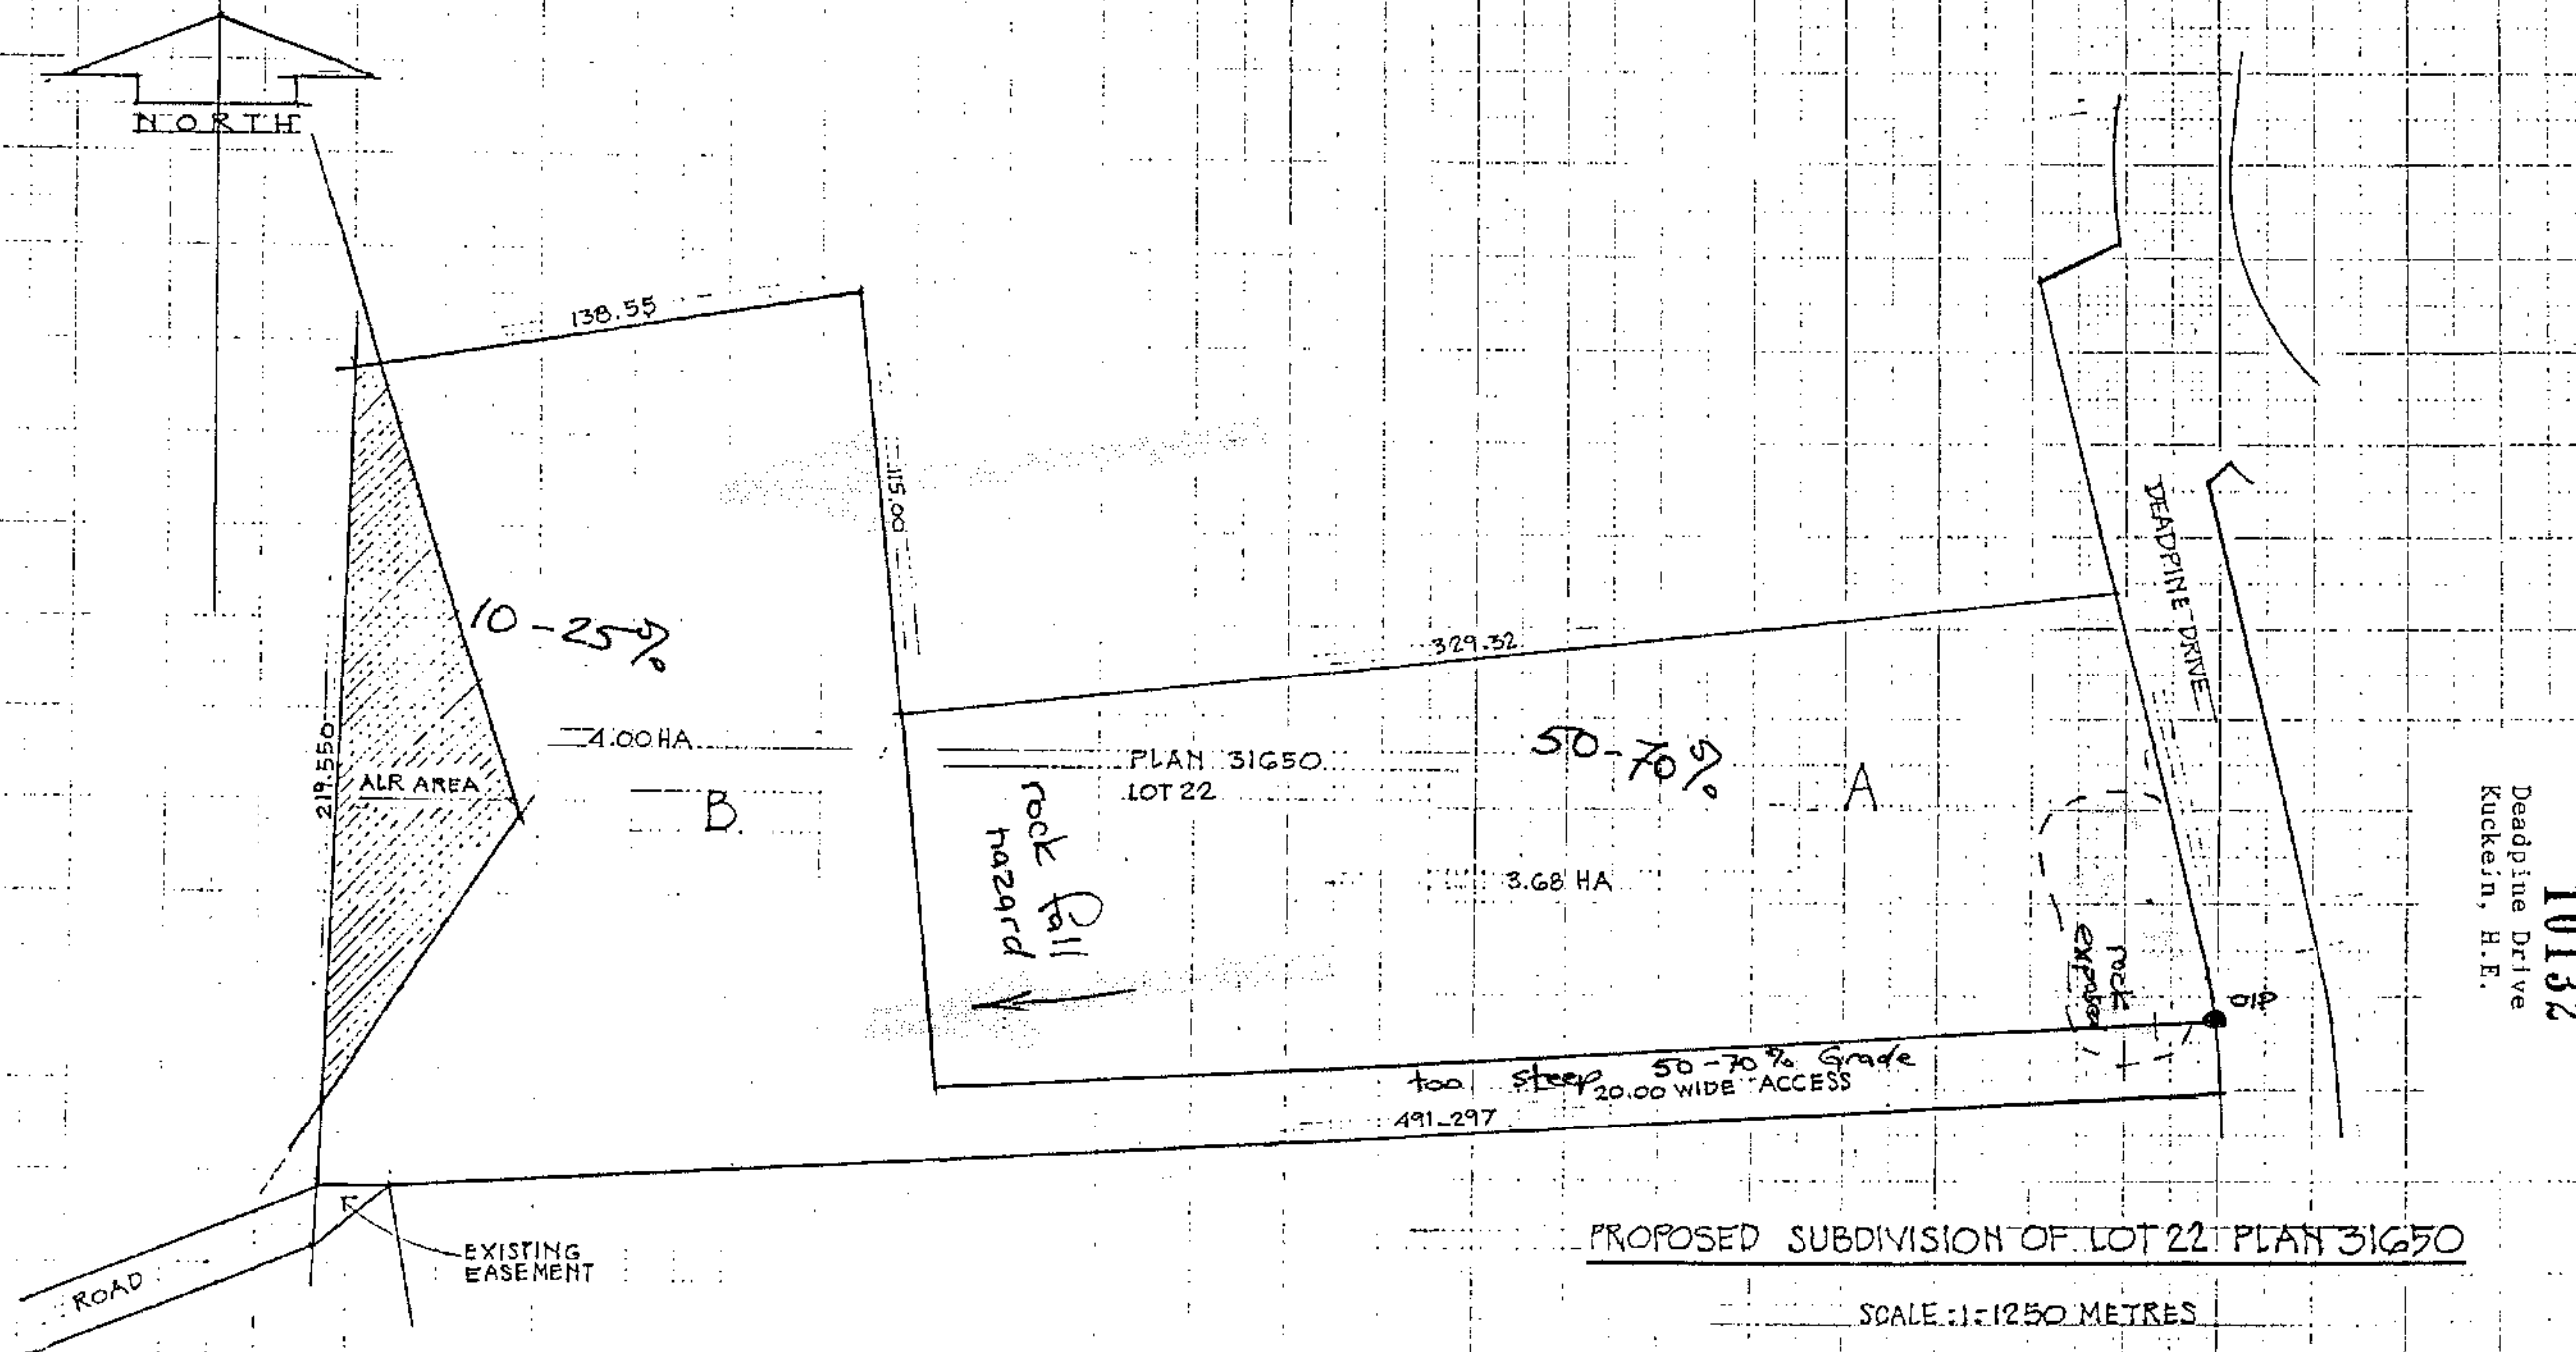 NORTH
138.55
115.00
10-25%
329.32
DEADPINE DRIVE
219.550
4.00 HA
PLAN 31650
LOT 22
50-70%
ALR AREA
B
A
rock fall
hazard
3.68 HA
rock
OIP
too steep 50-70% Grade
20.00 WIDE ACCESS
491.297
EXISTING
EASEMENT
ROAD
PROPOSED SUBDIVISION OF LOT 22 PLAN 31650
SCALE : 1 = 1250 METRES
10132
Deadpine Drive
Kuckein, H.E.